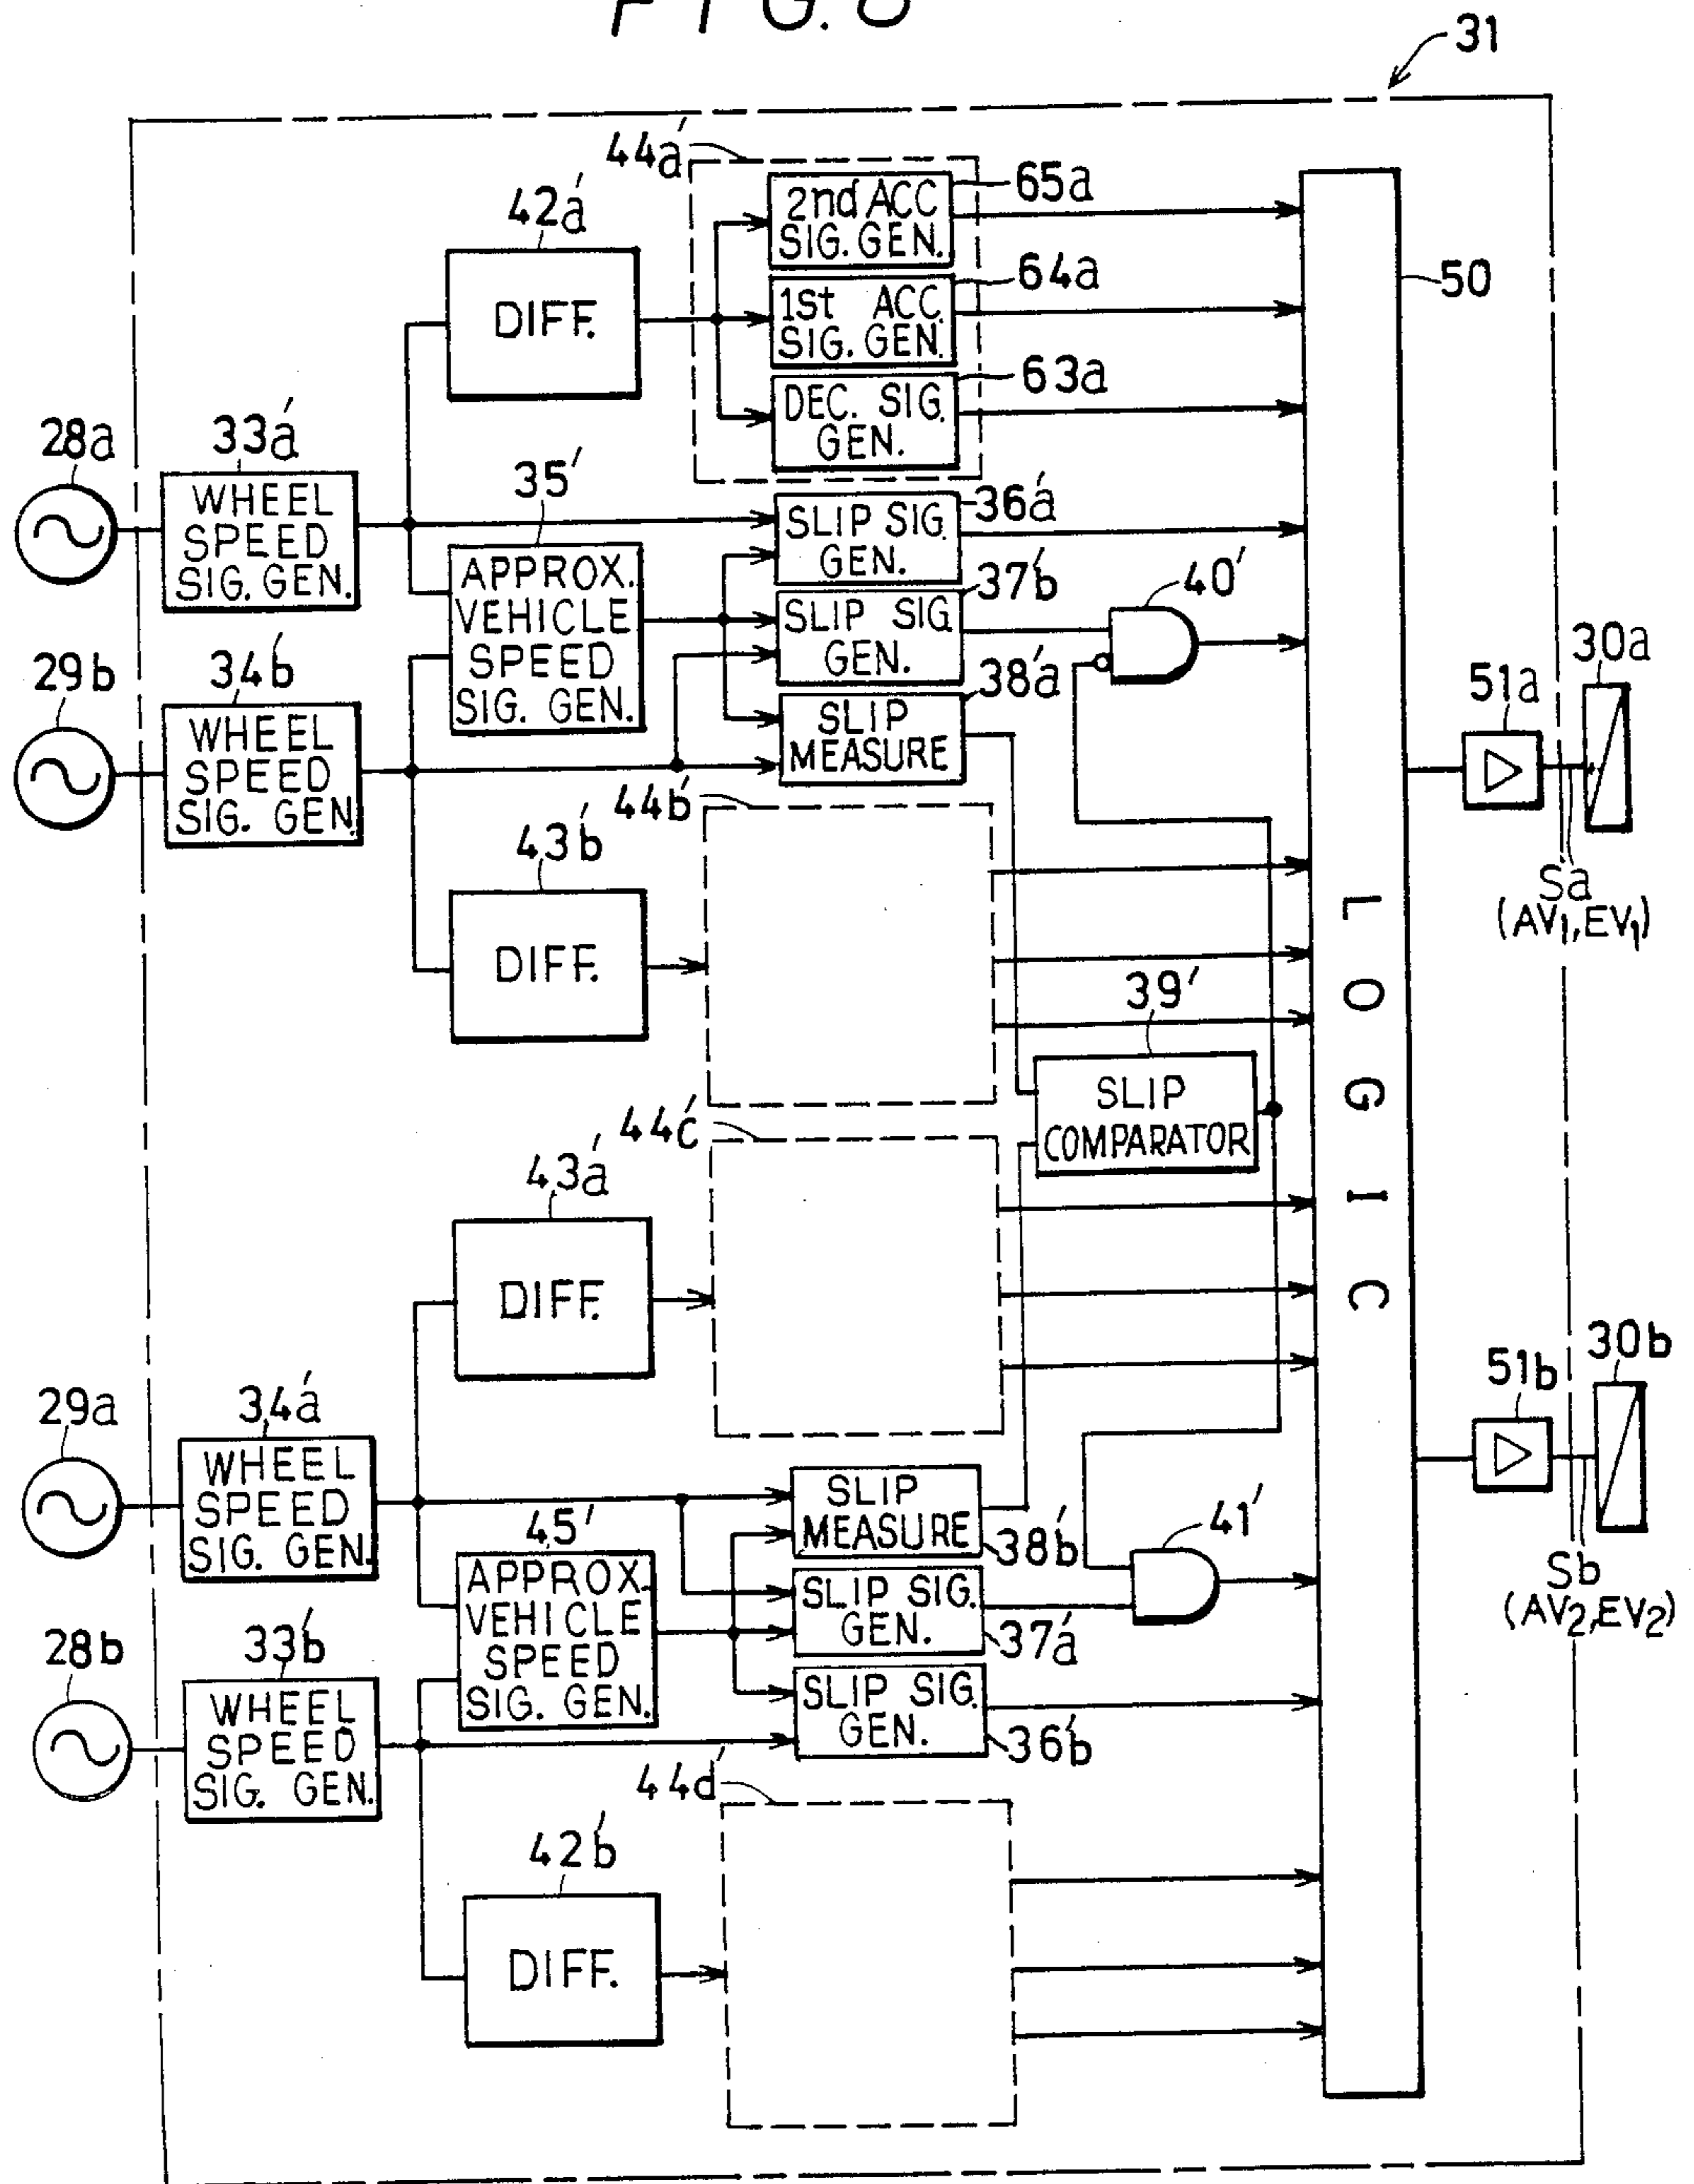 FIG. 8
31
44a'
65a
2nd ACC
SIG. GEN.
42a'
64a
50
1st ACC.
SIG. GEN.
DIFF.
63a
DEC. SIG.
GEN.
28a
33a'
35'
36a'
WHEEL
SPEED
SIG. GEN.
SLIP SIG.
GEN.
APPROX.
VEHICLE
SPEED
SIG. GEN.
37b'
40'
SLIP SIG.
GEN.
29b
34b'
38a'
30a
51a
WHEEL
SPEED
SIG. GEN.
SLIP
MEASURE
44b'
43b'
Sa
(AV1, EV1)
DIFF.
LOGIC
39'
SLIP
COMPARATOR
44c'
43a'
DIFF.
30b
51b
29a
34a'
WHEEL
SPEED
SIG. GEN.
SLIP
MEASURE
45'
38b'
41'
APPROX.
VEHICLE
SPEED
SIG. GEN.
SLIP SIG.
GEN.
37a'
Sb
(AV2, EV2)
28b
33b'
WHEEL
SPEED
SIG. GEN.
SLIP SIG.
GEN.
36b'
44d'
42b'
DIFF.